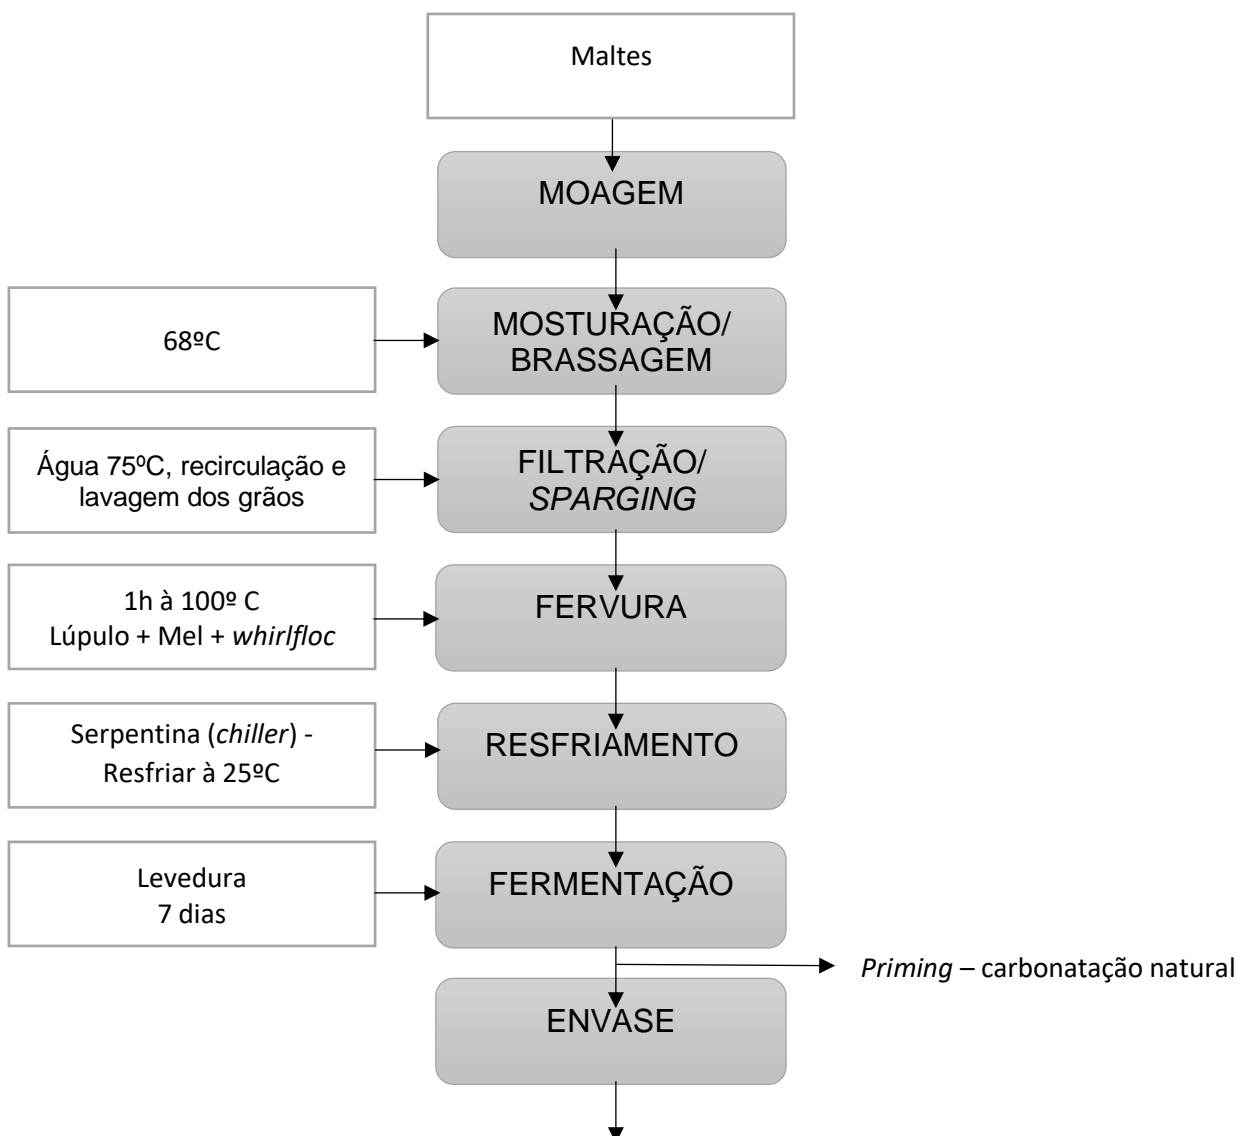 Maltes
MOAGEM
68ºC
MOSTURAÇÃO/
BRASSAGEM
Água 75ºC, recirculação e
lavagem dos grãos
FILTRAÇÃO/
SPARGING
1h à 100º C
Lúpulo + Mel + whirlfloc
FERVURA
Serpentina (chiller) -
Resfriar à 25ºC
RESFRIAMENTO
Levedura
7 dias
FERMENTAÇÃO
Priming – carbonatação natural
ENVASE